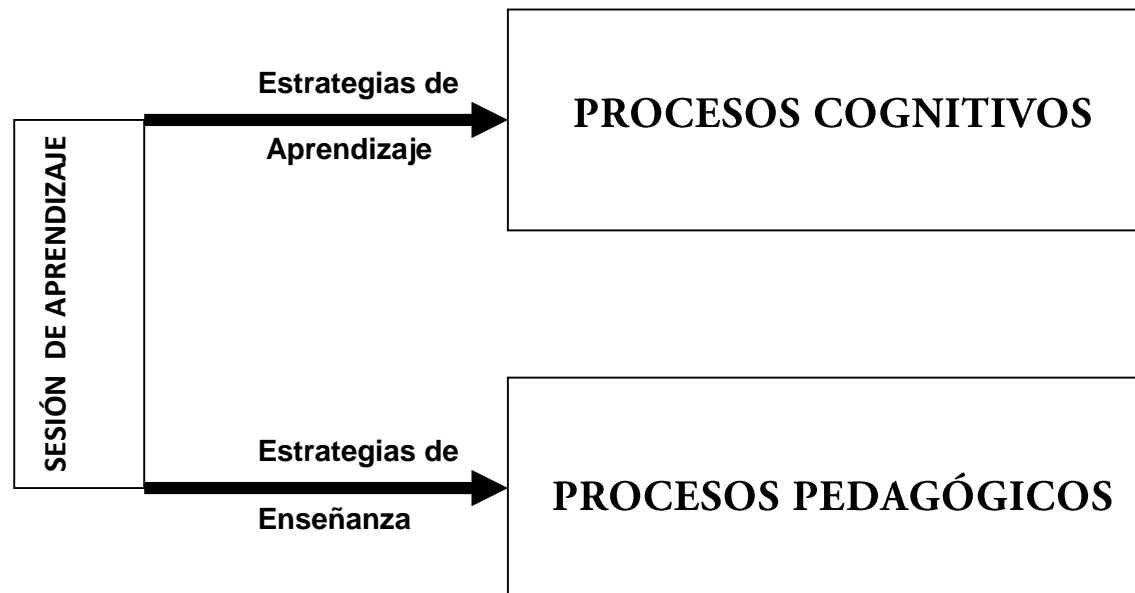 SESIÓN DE APRENDIZAJE
Estrategias de
Aprendizaje
PROCESOS COGNITIVOS
Estrategias de
Enseñanza
PROCESOS PEDAGÓGICOS